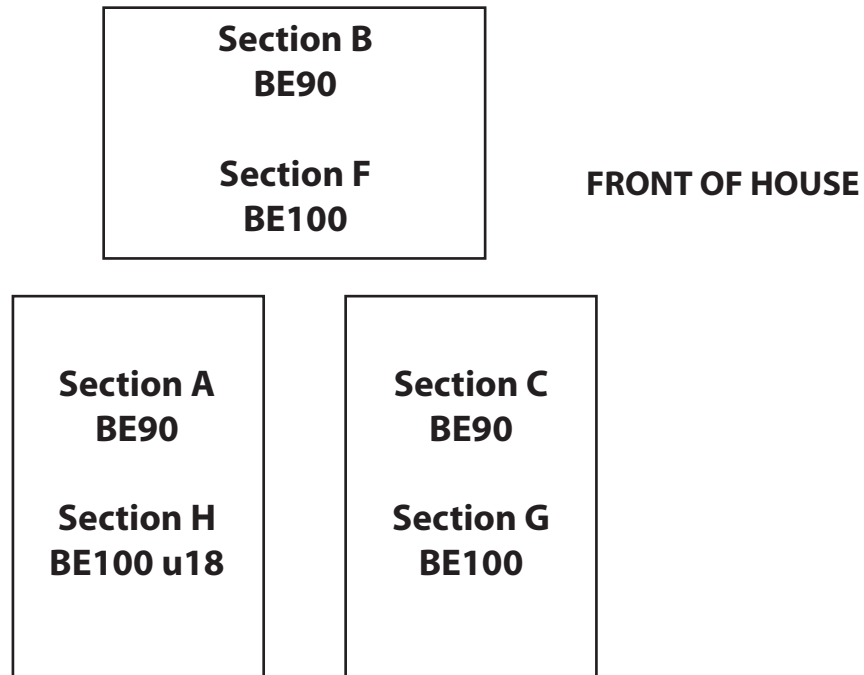 Section B
BE90
Section F
BE100
FRONT OF HOUSE
Section A
BE90
Section H
BE100 u18
Section C
BE90
Section G
BE100